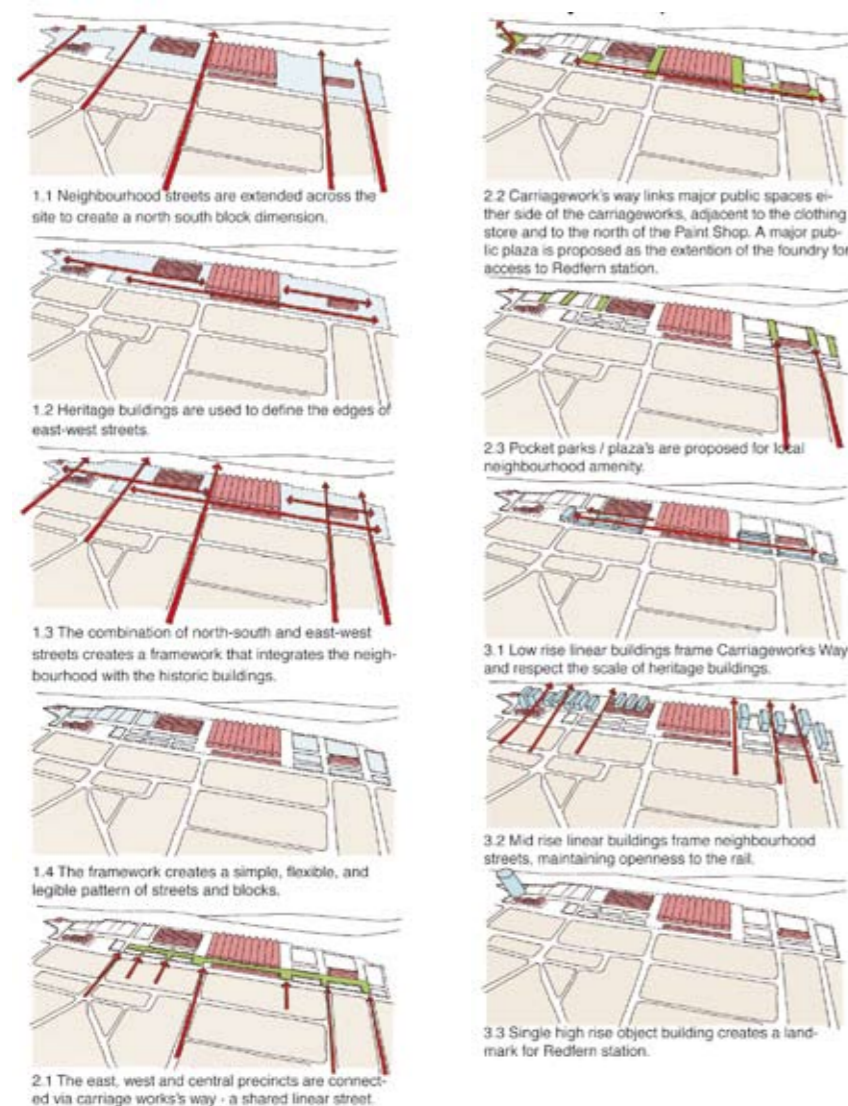 1.1 Neighbourhood streets are extended across the
site to create a north south block dimension.
1.2 Heritage buildings are used to define the edges of
east-west streets.
1.3 The combination of north-south and east-west
streets creates a framework that integrates the neigh-
bourhood with the historic buildings.
1.4 The framework creates a simple, flexible, and
legible pattern of streets and blocks.
2.1 The east, west and central precincts are connect-
ed via carriage works's way - a shared linear street.
2.2 Carriagework's way links major public spaces ei-
ther side of the carriageworks, adjacent to the clothing
store and to the north of the Paint Shop. A major pub-
lic plaza is proposed as the extention of the foundry for
access to Redfern station.
2.3 Pocket parks / plaza's are proposed for local
neighbourhood amenity.
3.1 Low rise linear buildings frame Carriageworks Way
and respect the scale of heritage buildings.
3.2 Mid rise linear buildings frame neighbourhood
streets, maintaining openness to the rail.
3.3 Single high rise object building creates a land-
mark for Redfern station.